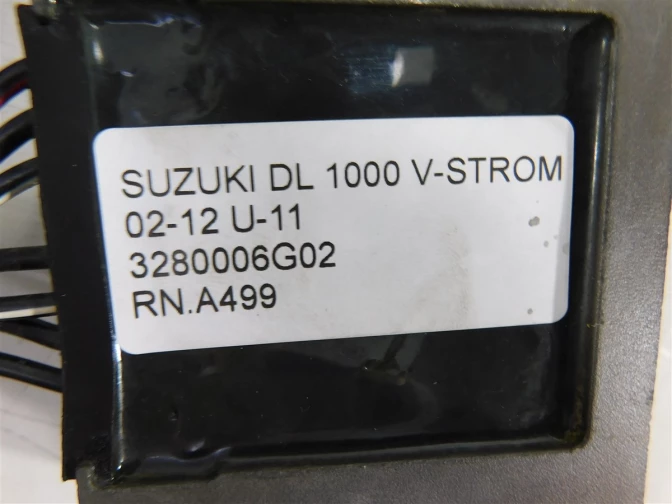 SUZUKI DL 1000 V-STROM
02-12 U-11
3280006G02
RN.A499